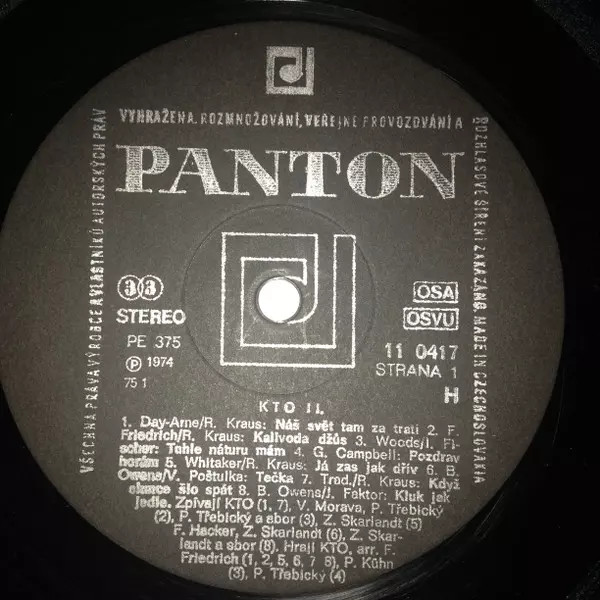 VYHRAŽENA. ROZMNOŽOVÁNÍ, VEŘEJNÉ PROVOZOVÁNÍ A
ROZHLASOVÉ ŠÍŘENÍ ZAKÁZÁNO. MADE IN CZECHOSLOVAKIA
VŠECHNA PRÁVA VÝROBCE A VLASTNÍKŮ AUTORSKÝCH PRÁV
PANTON
33
STEREO
PE 375
Ⓟ 1974
75 1
OSA
OSVU
11 0417
STRANA 1
H
KTO II.
1. Day-Arne/R. Kraus: Náš svět tam za tratí 2. F.
Friedrich/R. Kraus: Kalivoda džůs 3. Woods/I. Fi-
scher: Tuhle náturu mám 4. G. Campbell: Pozdrav
horám 5. Whitaker/R. Kraus: Já zas jak dřív 6. B.
Owens/V. Poštulka: Tečka 7. Trad./R. Kraus: Když
slunce šlo spát 8. B. Owens/J. Faktor: Kluk jak
jedle. Zpívají KTO (1, 7), V. Morava, P. Třebický
(2), P. Třebický a sbor (3), Z. Skarlandt (5)
F. Hacker, Z. Skarlandt (6), Z. Skar-
landt a sbor (8). Hrají KTO, arr. F.
Friedrich (1, 2, 5, 6, 7, 8), P. Kühn
(3), P. Třebický (4)